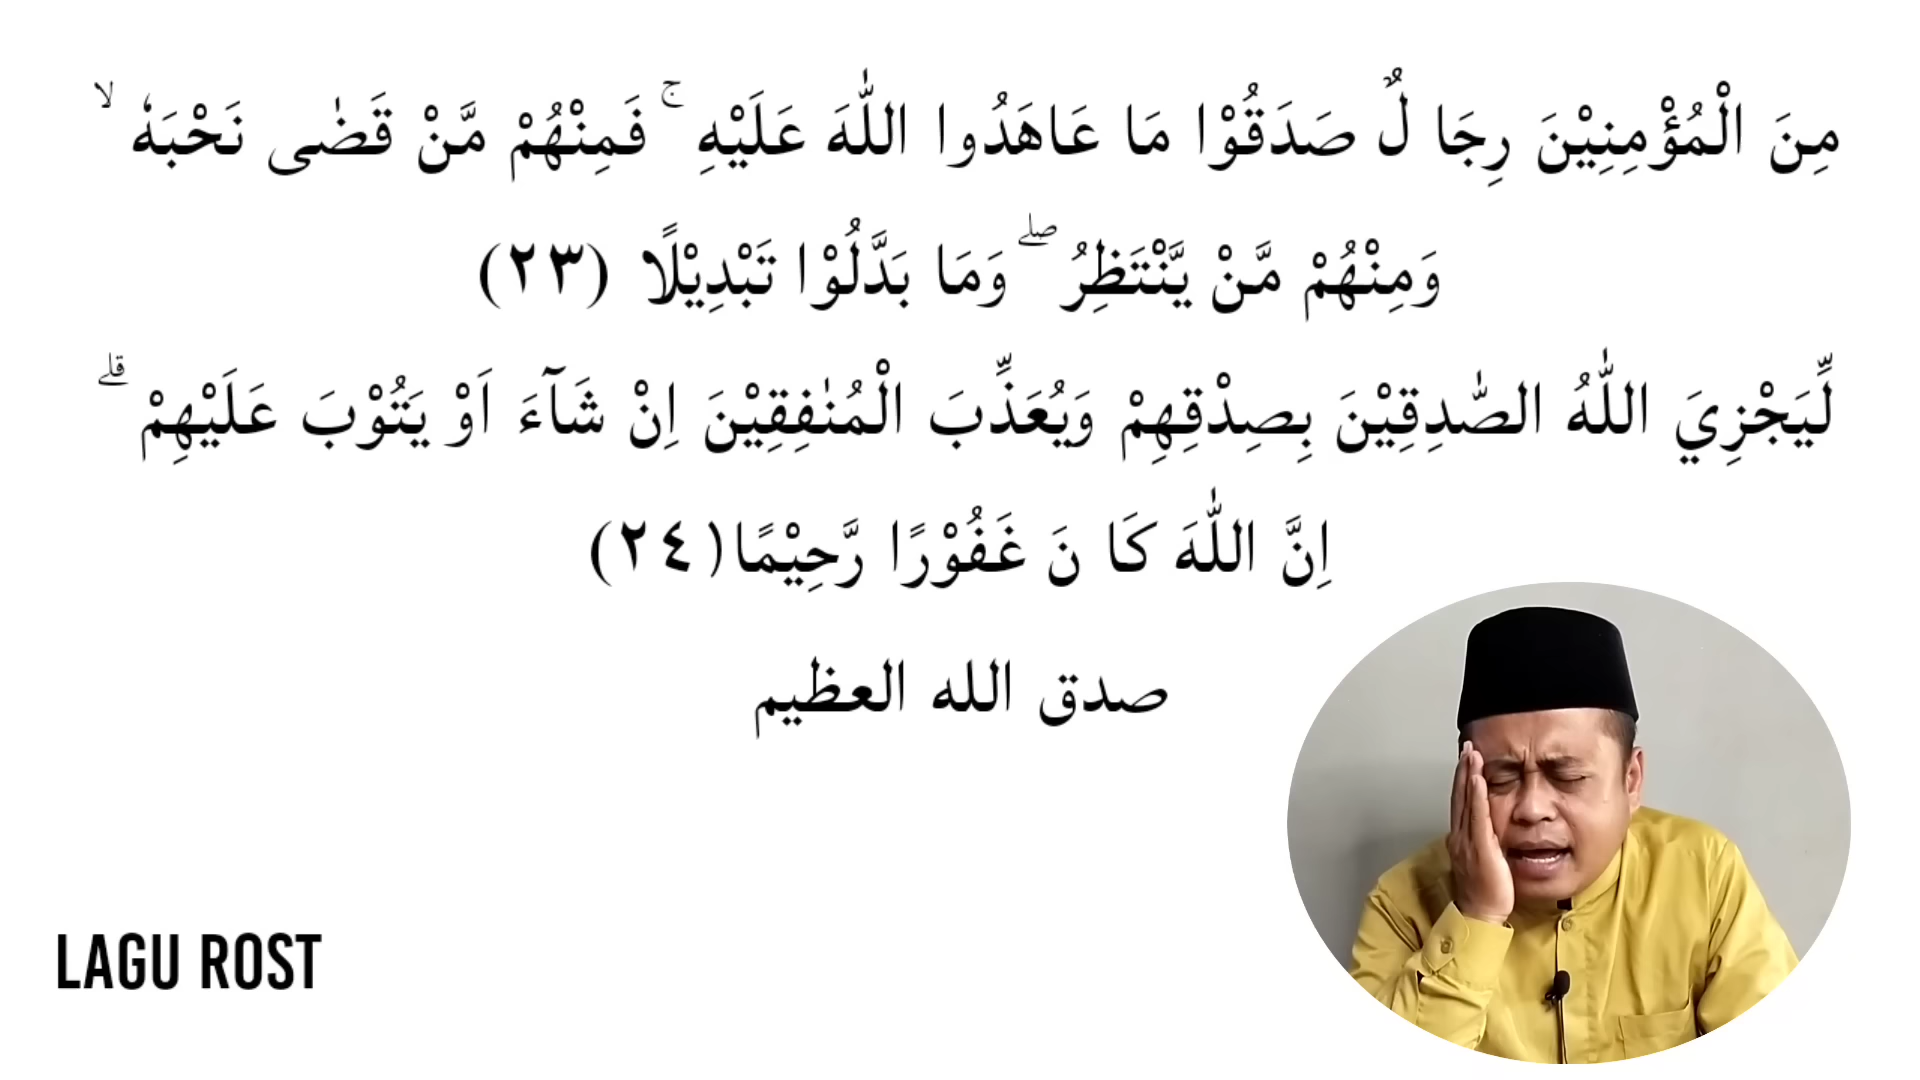 مِنَ الْمُؤْمِنِيْنَ رِجَا لٌ صَدَقُوْا مَا عَاهَدُوا اللّٰهَ عَلَيْهِ ۚ فَمِنْهُمْ مَّنْ قَضٰى نَحْبَهٗ ۙ
وَمِنْهُمْ مَّنْ يَّنْتَظِرُ ۖ وَمَا بَدَّلُوْا تَبْدِيْلًا (٢٣)
لِّيَجْزِيَ اللّٰهُ الصّٰدِقِيْنَ بِصِدْقِهِمْ وَيُعَذِّبَ الْمُنٰفِقِيْنَ اِنْ شَآءَ اَوْ يَتُوْبَ عَلَيْهِمْ ۗ
اِنَّ اللّٰهَ كَا نَ غَفُوْرًا رَّحِيْمًا(٢٤)
صدق الله العظيم
LAGU ROST